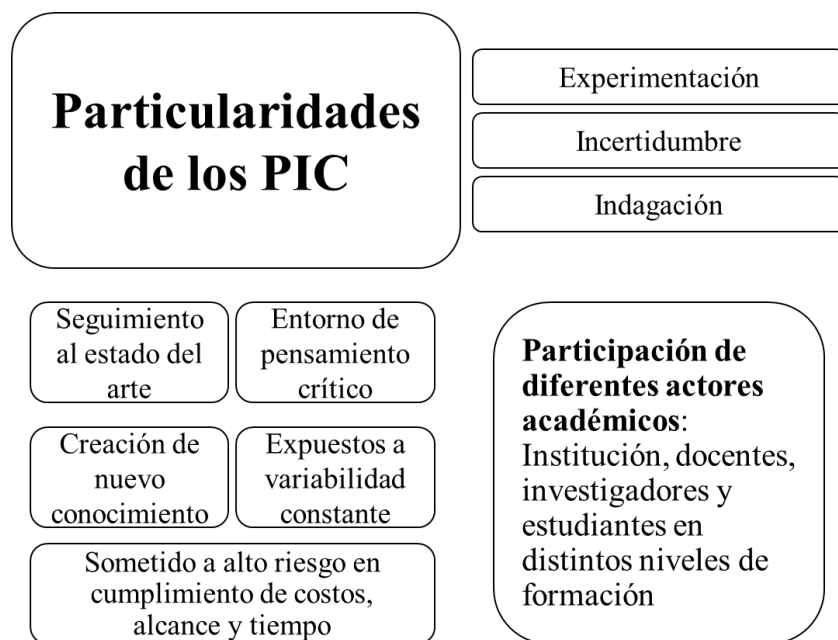 Particularidades
de los PIC
Experimentación
Incertidumbre
Indagación
Seguimiento
al estado del
arte
Entorno de
pensamiento
crítico
Creación de
nuevo
conocimiento
Expuestos a
variabilidad
constante
Sometido a alto riesgo en
cumplimiento de costos,
alcance y tiempo
Participación de
diferentes actores
académicos:
Institución, docentes,
investigadores y
estudiantes en
distintos niveles de
formación